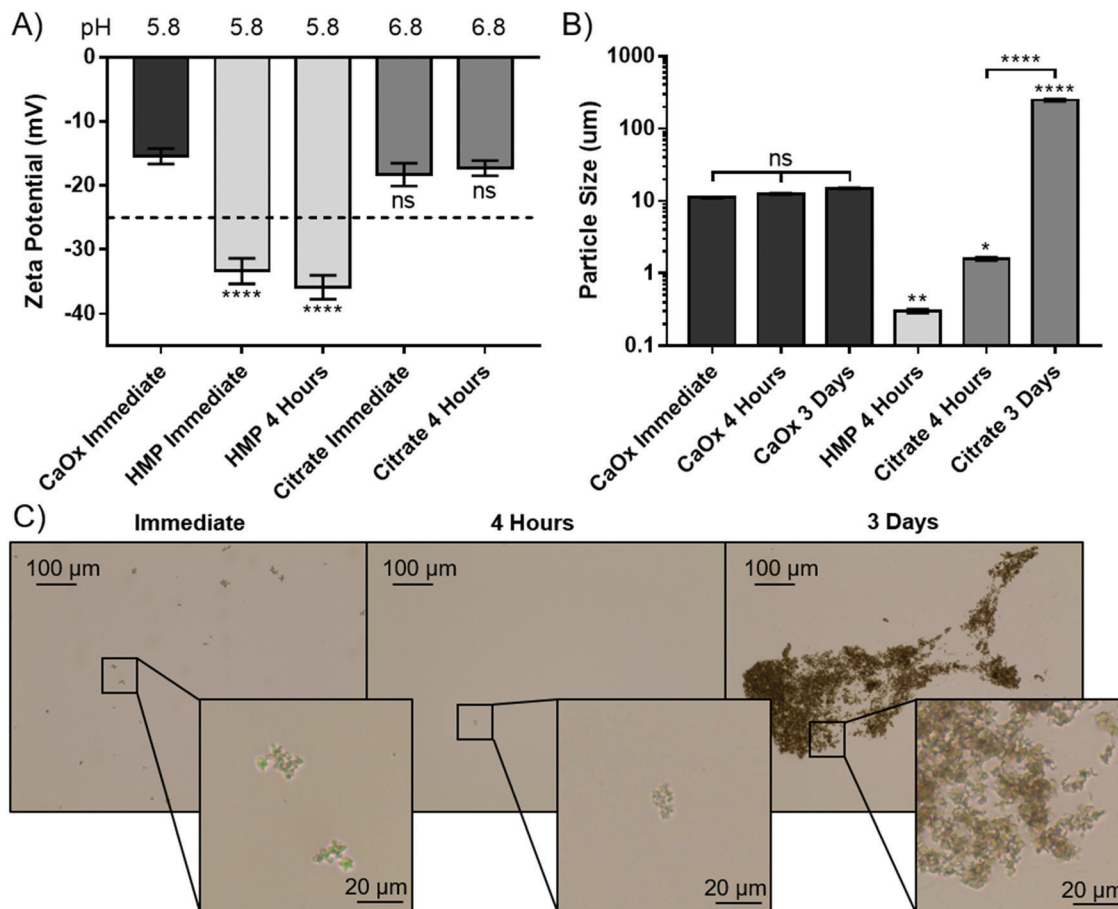 A)
pH 5.8 5.8 5.8 6.8 6.8
0
-10
-20
-30
-40
Zeta Potential (mV)
ns
ns
****
****
CaOx Immediate
HMP Immediate
HMP 4 Hours
Citrate Immediate
Citrate 4 Hours
B)
1000
100
10
1
0.1
Particle Size (um)
****
****
ns
*
**
CaOx Immediate
CaOx 4 Hours
CaOx 3 Days
HMP 4 Hours
Citrate 4 Hours
Citrate 3 Days
C)
Immediate
4 Hours
3 Days
100 µm
100 µm
100 µm
20 µm
20 µm
20 µm